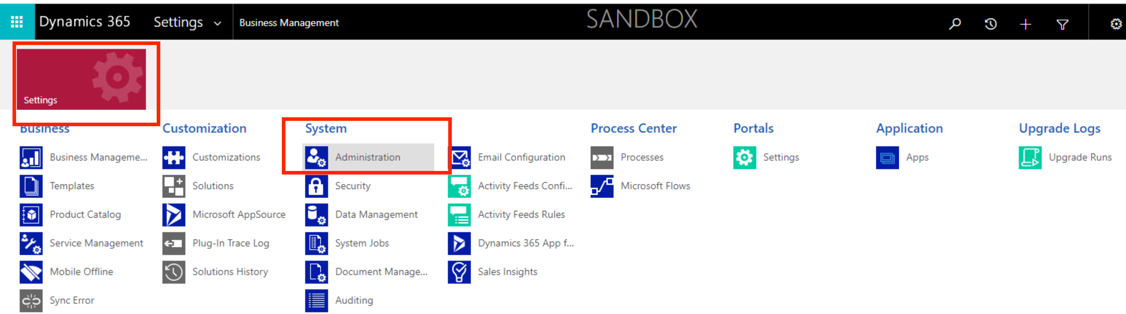 Dynamics 365 Settings Business Management SANDBOX
Settings
Business Customization System Process Center Portals Application Upgrade Logs
Business Manageme... Customizations Administration Email Configuration Processes Settings Apps Upgrade Runs
Templates Solutions Security Activity Feeds Confi... Microsoft Flows
Product Catalog Microsoft AppSource Data Management Activity Feeds Rules
Service Management Plug-In Trace Log System Jobs Dynamics 365 App f...
Mobile Offline Solutions History Document Manage... Sales Insights
Sync Error Auditing